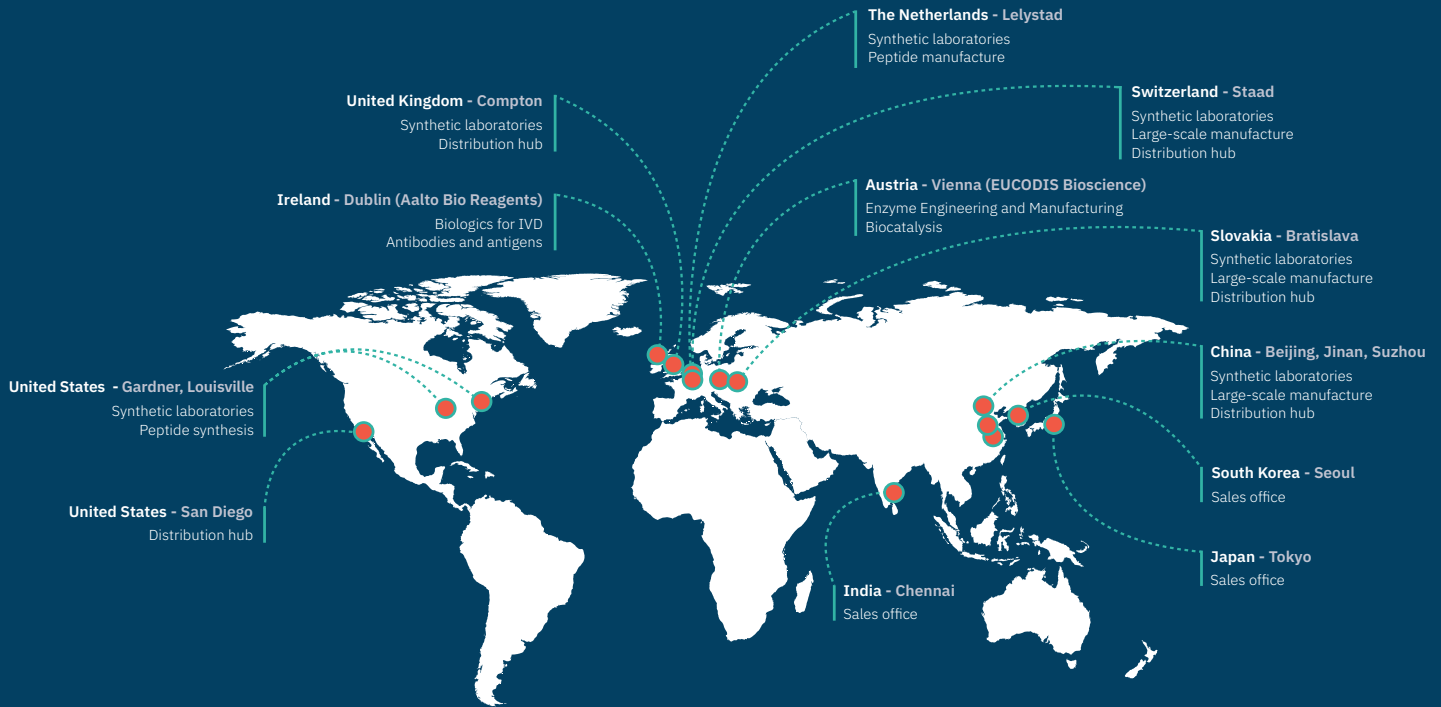 The Netherlands - Lelystad
Synthetic laboratories
Peptide manufacture
United Kingdom - Compton
Synthetic laboratories
Distribution hub
Switzerland - Staad
Synthetic laboratories
Large-scale manufacture
Distribution hub
Ireland - Dublin (Aalto Bio Reagents)
Biologics for IVD
Antibodies and antigens
Austria - Vienna (EUCODIS Bioscience)
Enzyme Engineering and Manufacturing
Biocatalysis
Slovakia - Bratislava
Synthetic laboratories
Large-scale manufacture
Distribution hub
China - Beijing, Jinan, Suzhou
Synthetic laboratories
Large-scale manufacture
Distribution hub
United States - Gardner, Louisville
Synthetic laboratories
Peptide synthesis
South Korea - Seoul
Sales office
United States - San Diego
Distribution hub
Japan - Tokyo
Sales office
India - Chennai
Sales office